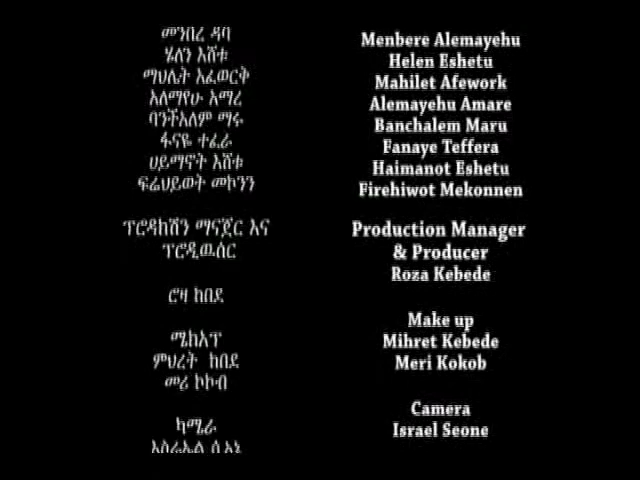 መንበረ ዳባ
ሄለን እሸቱ
ማህሌት አፈወርቅ
አለማየሁ አማረ
ባንቻአለም ማሩ
ፋናዬ ተፈራ
ሀይማኖት እሸቱ
ፍሬህይወት መኮንን
ፕሮዳክሽን ማናጀር እና
ፕሮዲዉሰር
ሮዛ ከበደ
ሜክአፕ
ምህረት ከበደ
መሪ ኮኮብ
ካሜራ
እስራኤል
Menbere Alemayehu
Helen Eshetu
Mahilet Afework
Alemayehu Amare
Banchalem Maru
Fanaye Teffera
Haimanot Eshetu
Firehiwot Mekonnen
Production Manager
& Producer
Roza Kebede
Make up
Mihret Kebede
Meri Kokob
Camera
Israel Seone